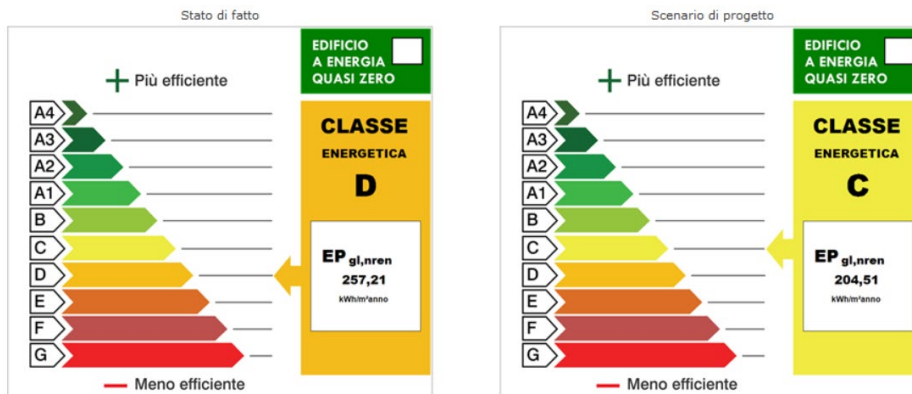 Stato di fatto
EDIFICIO
A ENERGIA
QUASI ZERO
Più efficiente
A4
A3
A2
A1
B
C
D
E
F
G
CLASSE
ENERGETICA
D
EP gl,nren
257,21
kWh/m²anno
Meno efficiente
Scenario di progetto
EDIFICIO
A ENERGIA
QUASI ZERO
Più efficiente
A4
A3
A2
A1
B
C
D
E
F
G
CLASSE
ENERGETICA
C
EP gl,nren
204,51
kWh/m²anno
Meno efficiente